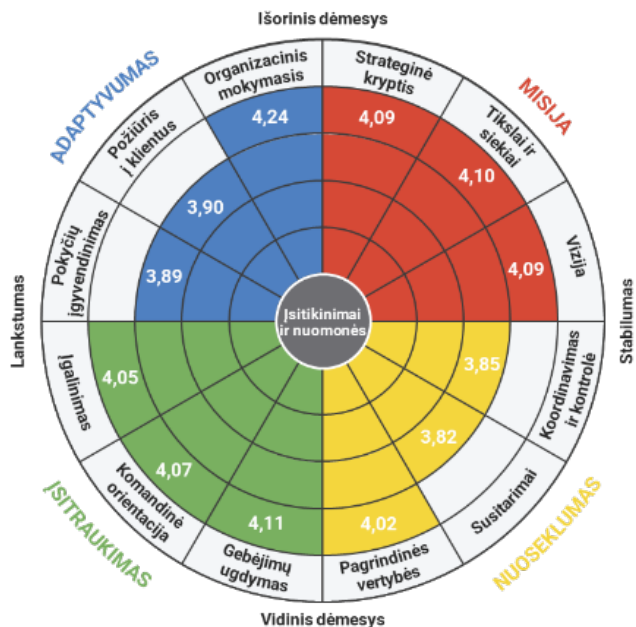 Išorinis dėmesys
ADAPTYVUMAS
MISIJA
Organizacinis
mokymasis
Strateginė
kryptis
Požiūris
į klientus
Tikslai ir
siekiai
Pokyčių
įgyvendinimas
Vizija
4,24
4,09
4,10
3,90
3,89
4,09
Lankstumas
Stabilumas
Įsitikinimai
ir nuomonės
Įgalinimas
4,05
3,85
Koordinavimas
ir kontrolė
Komandinė
orientacija
4,07
3,82
Susitarimai
4,11
4,02
Gebėjimų
ugdymas
Pagrindinės
vertybės
ĮSITRAUKIMAS
NUOSEKLUMAS
Vidinis dėmesys